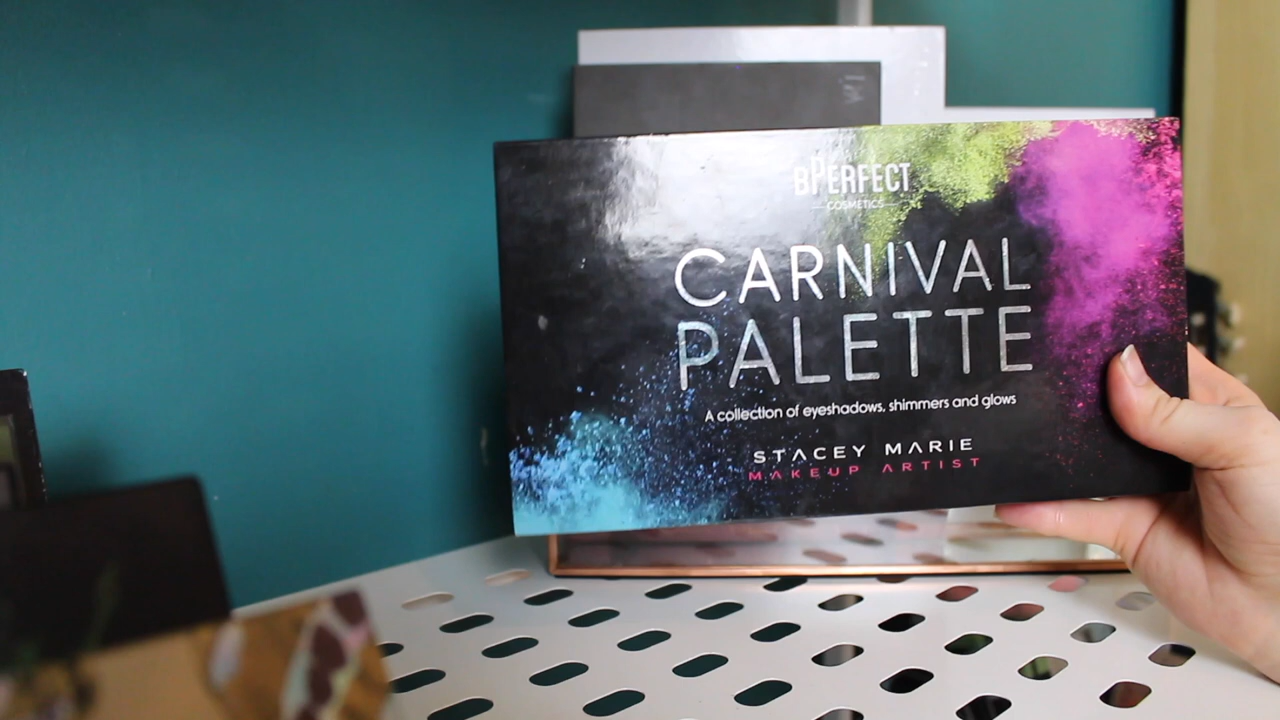 BPERFECT
COSMETICS
CARNIVAL
PALETTE
A collection of eyeshadows, shimmers and glows
STACEY MARIE
MAKEUP ARTIST